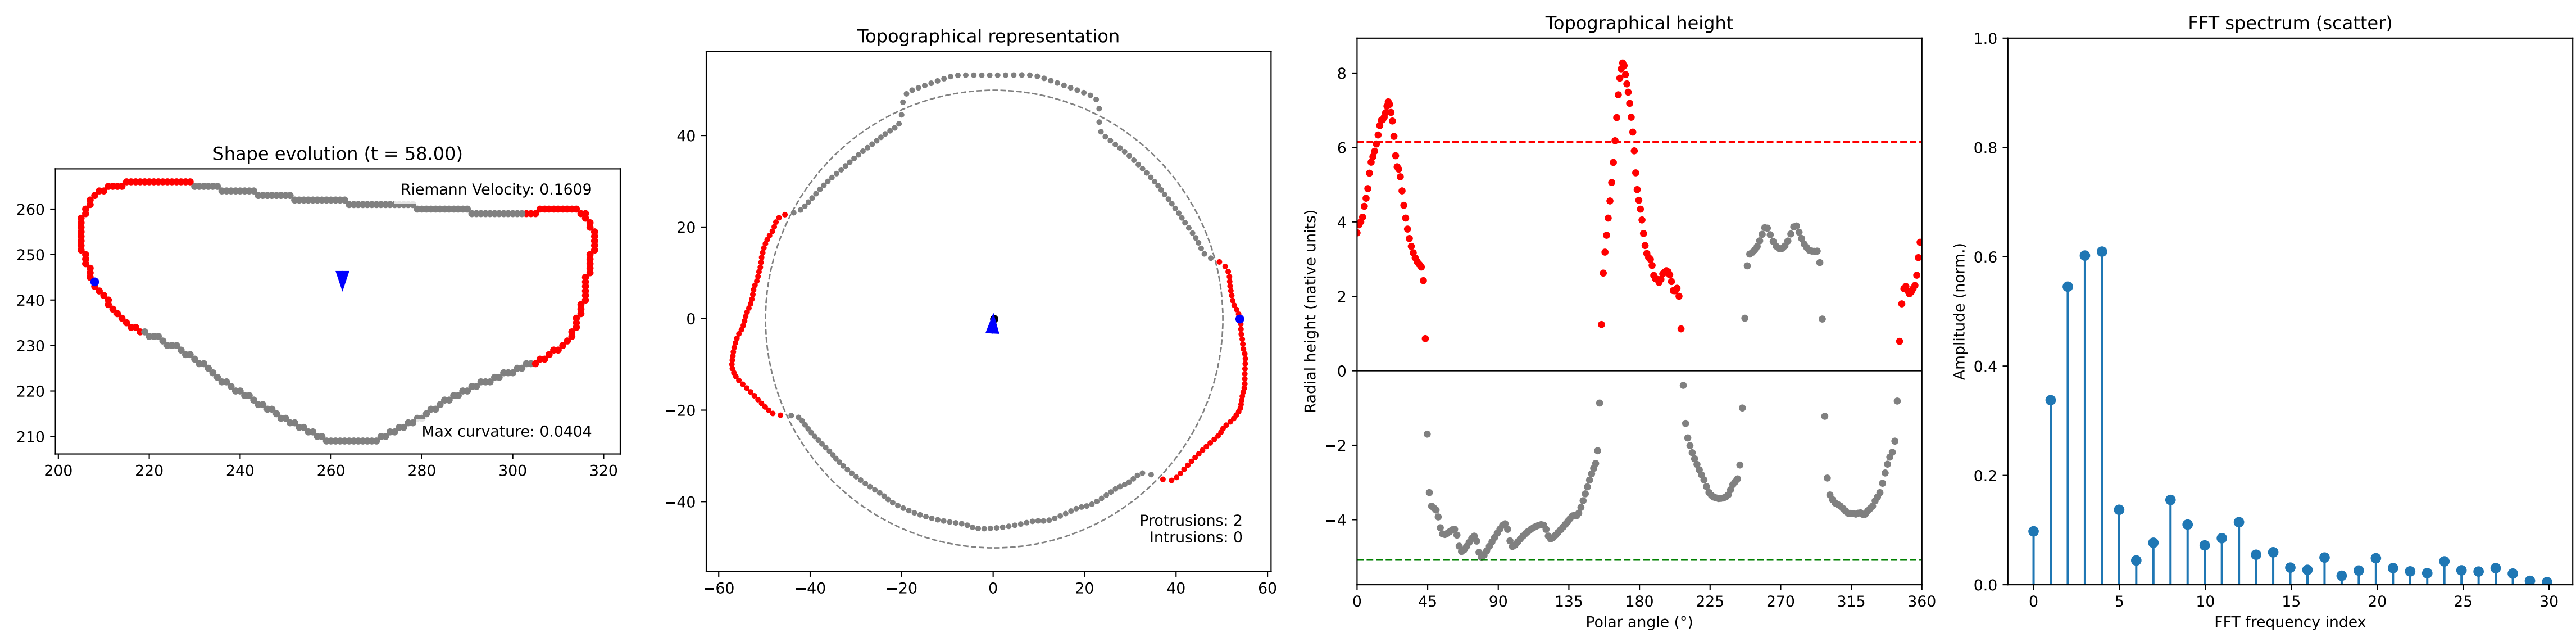 Shape evolution (t = 58.00)
Riemann Velocity: 0.1609
Max curvature: 0.0404
260
250
240
230
220
210
200 220 240 260 280 300 320
Topographical representation
40
20
0
−20
−40
−60 −40 −20 0 20 40 60
Protrusions: 2
Intrusions: 0
Topographical height
Radial height (native units)
8
6
4
2
0
−2
−4
0 45 90 135 180 225 270 315 360
Polar angle (°)
FFT spectrum (scatter)
Amplitude (norm.)
1.0
0.8
0.6
0.4
0.2
0.0
0 5 10 15 20 25 30
FFT frequency index